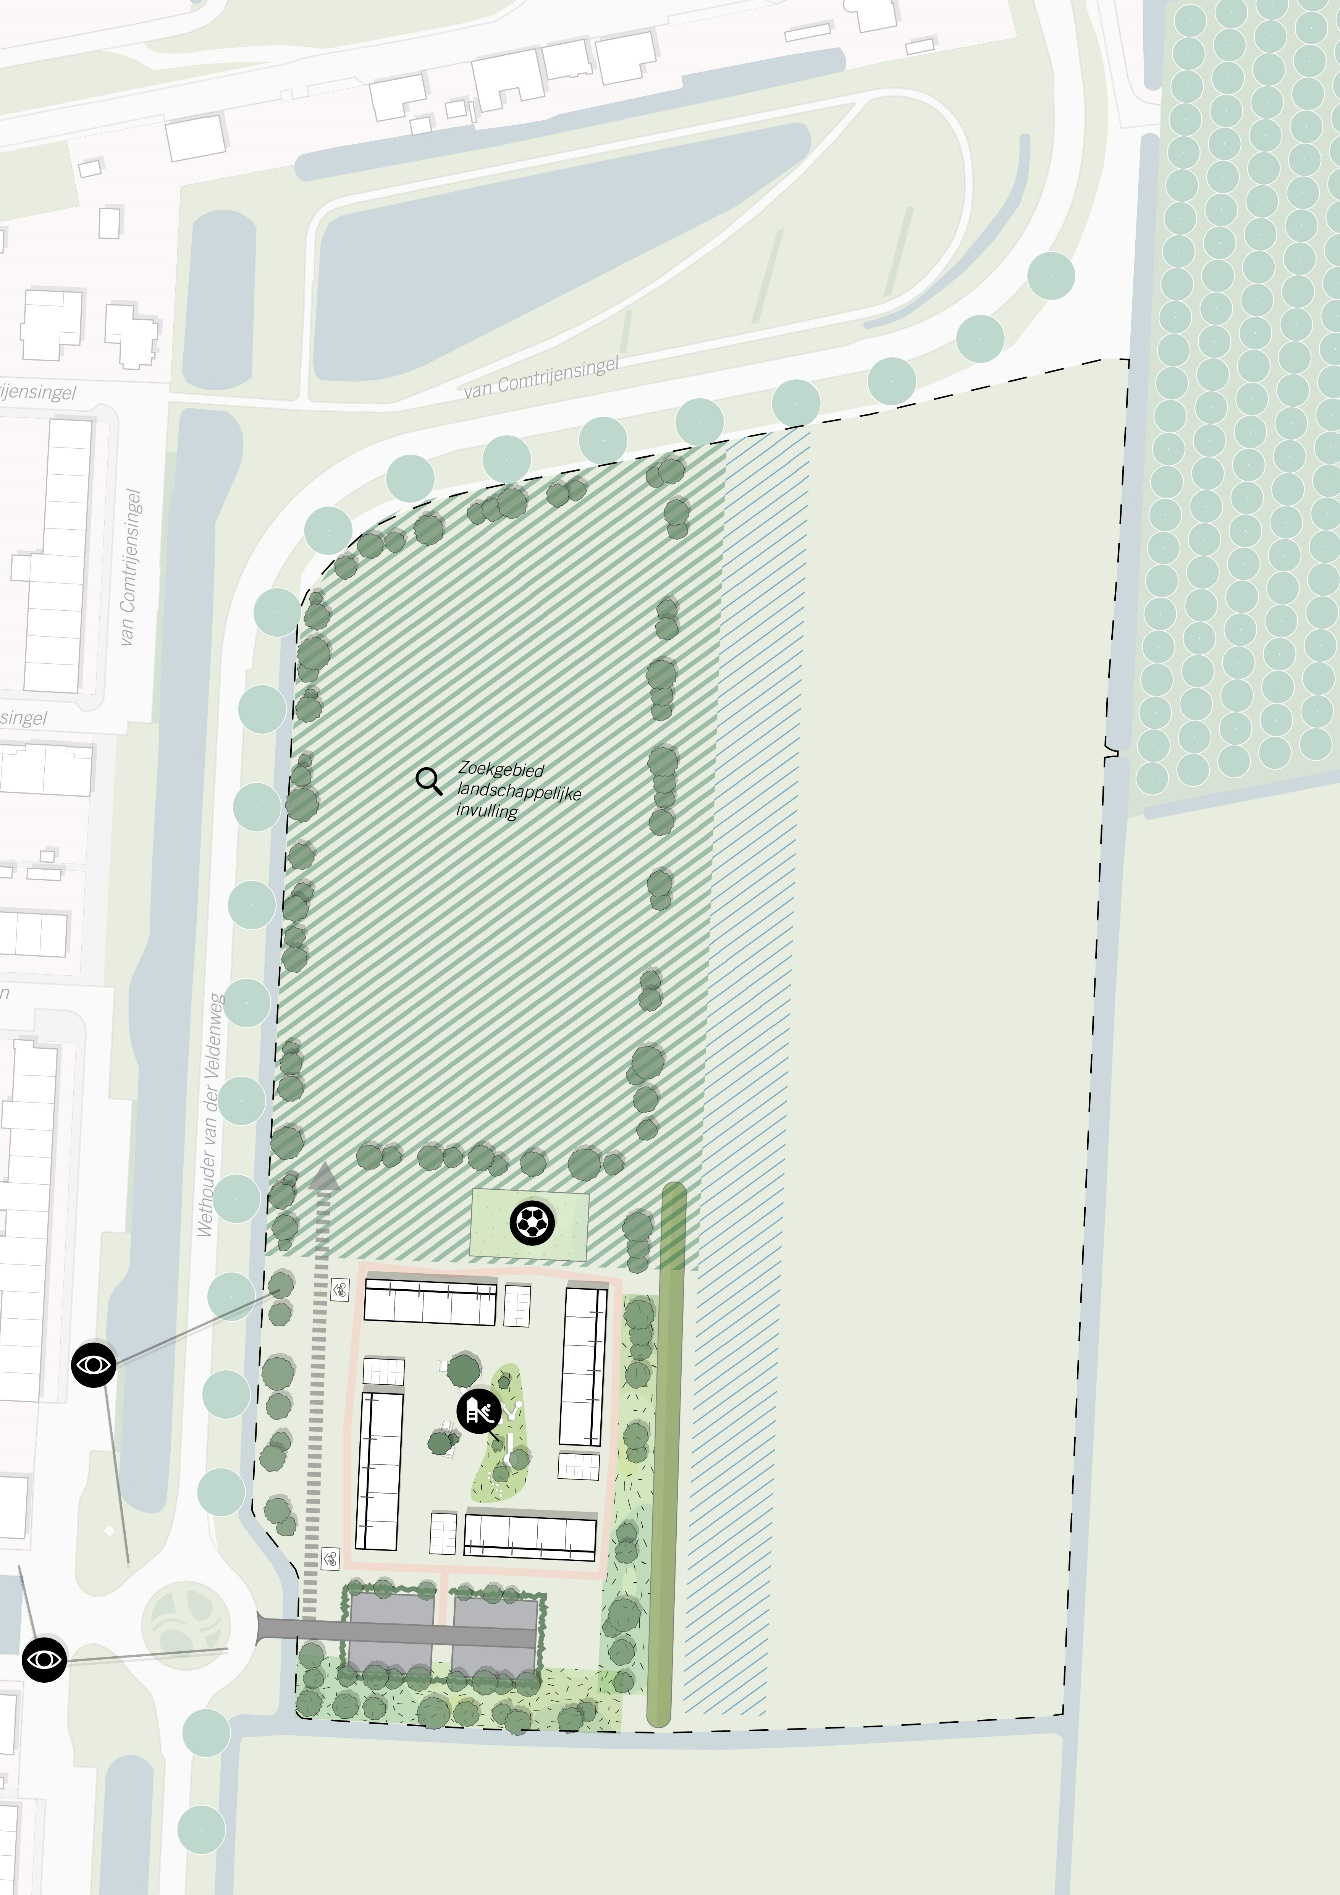 van Comtrijensingel
ijensingel
van Comtrijensingel
singel
Zoekgebied
landschappelijke
invulling
n
Wethouder van der Veldenweg